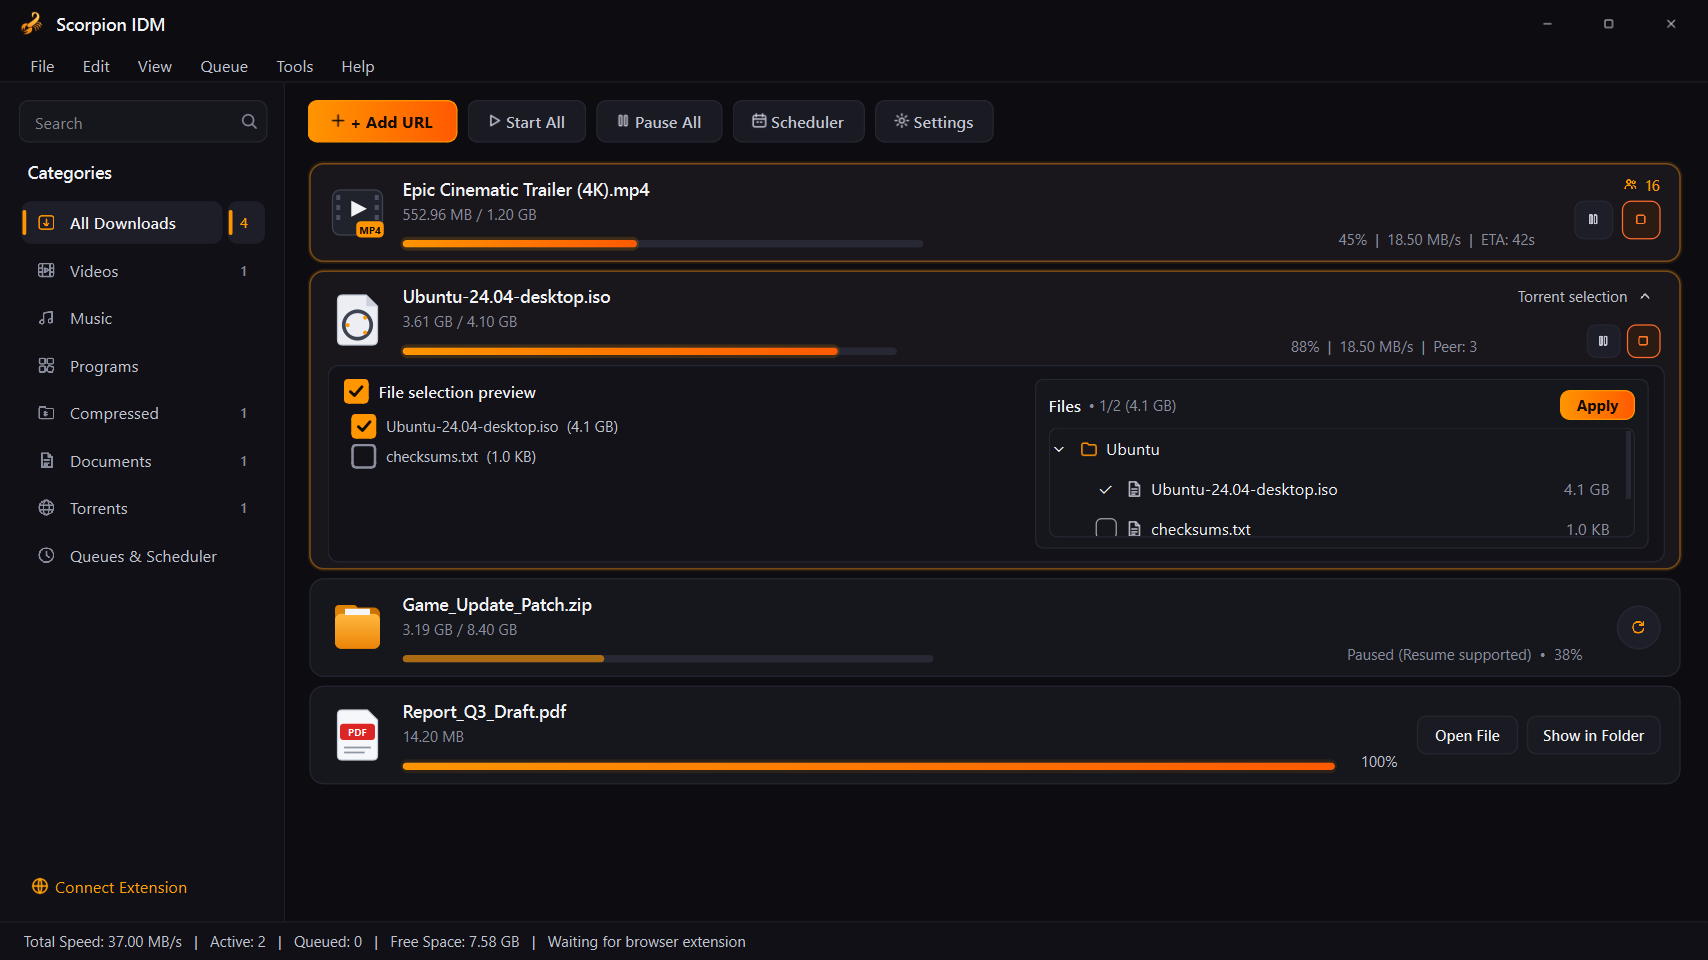 Scorpion IDM
File Edit View Queue Tools Help
Search
Categories
All Downloads 4
Videos 1
Music
Programs
Compressed 1
Documents 1
Torrents 1
Queues & Scheduler
Connect Extension
+ Add URL Start All Pause All Scheduler Settings
Epic Cinematic Trailer (4K).mp4
552.96 MB / 1.20 GB
MP4
16
45% | 18.50 MB/s | ETA: 42s
Ubuntu-24.04-desktop.iso
3.61 GB / 4.10 GB
Torrent selection
88% | 18.50 MB/s | Peer: 3
File selection preview
Ubuntu-24.04-desktop.iso (4.1 GB)
checksums.txt (1.0 KB)
Files • 1/2 (4.1 GB) Apply
Ubuntu
Ubuntu-24.04-desktop.iso 4.1 GB
checksums.txt 1.0 KB
Game_Update_Patch.zip
3.19 GB / 8.40 GB
Paused (Resume supported) • 38%
Report_Q3_Draft.pdf
14.20 MB
PDF
100%
Open File Show in Folder
Total Speed: 37.00 MB/s | Active: 2 | Queued: 0 | Free Space: 7.58 GB | Waiting for browser extension